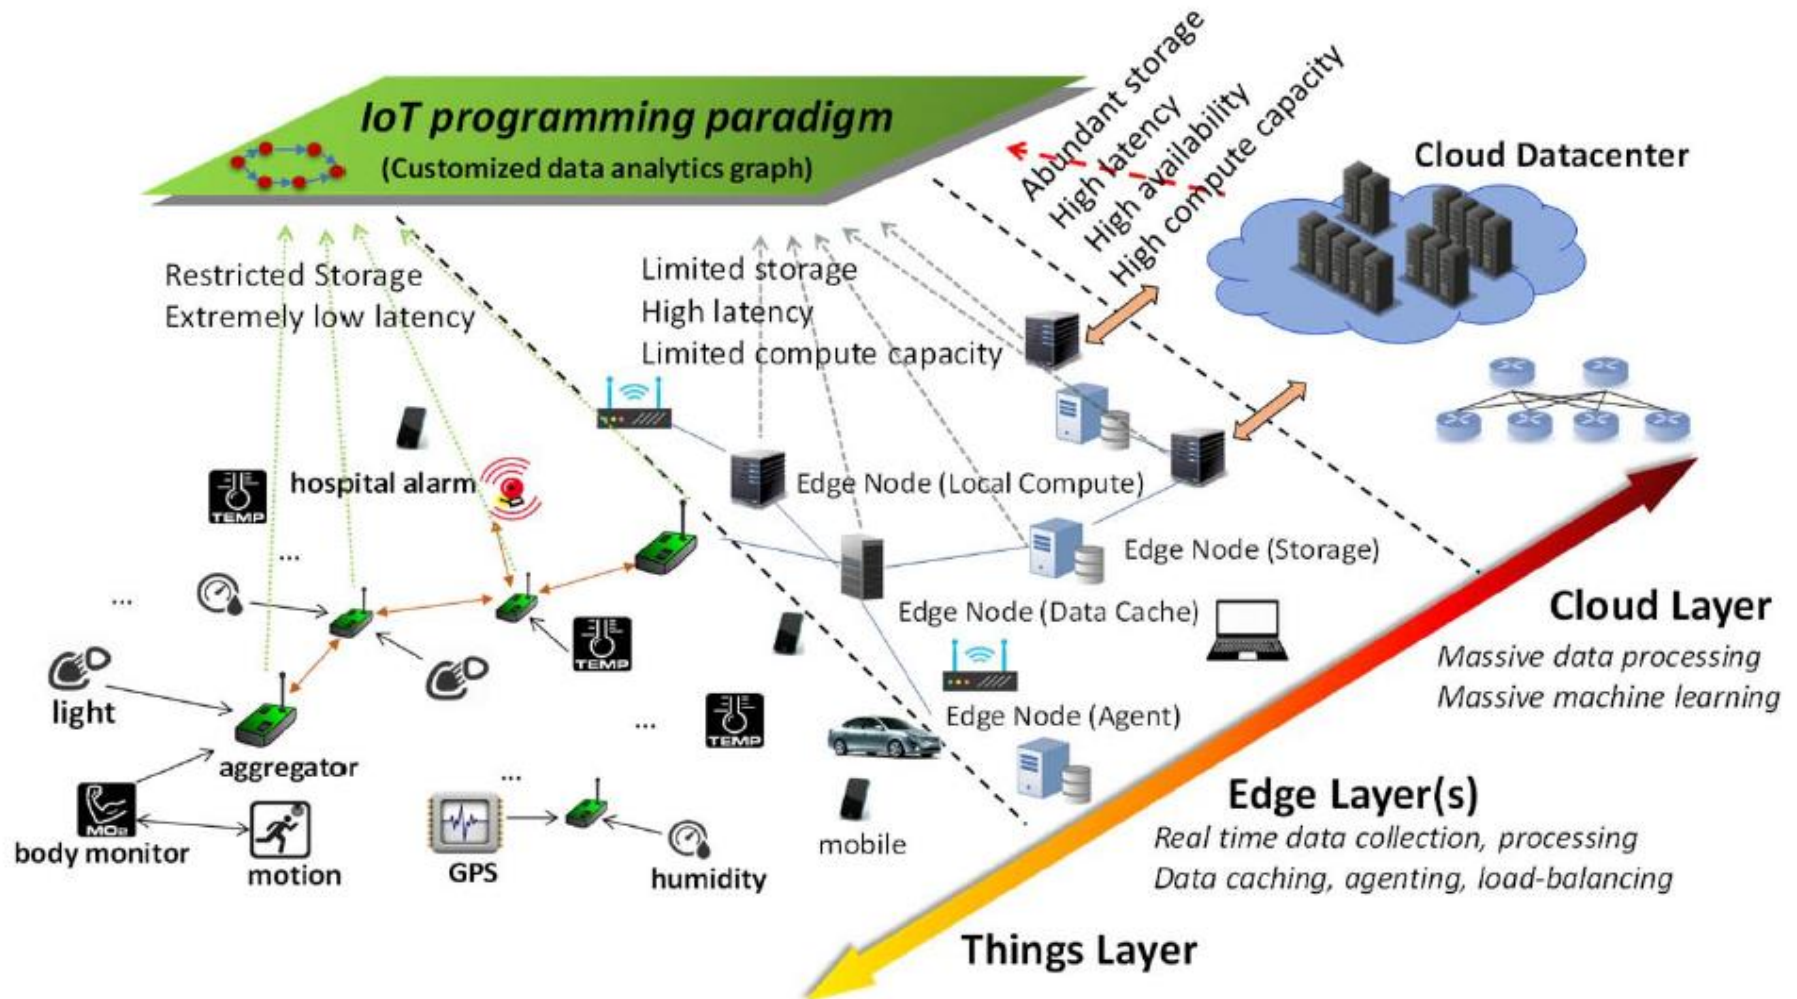 IoT programming paradigm
(Customized data analytics graph)
Abundant storage
High latency
High availability
High compute capacity
Cloud Datacenter
Restricted Storage
Extremely low latency
Limited storage
High latency
Limited compute capacity
hospital alarm
TEMP
Edge Node (Local Compute)
...
Edge Node (Storage)
...
Edge Node (Data Cache)
TEMP
light
Cloud Layer
Massive data processing
Massive machine learning
...
TEMP
Edge Node (Agent)
aggregator
...
MO2
body monitor
motion
GPS
humidity
mobile
Edge Layer(s)
Real time data collection, processing
Data caching, agenting, load-balancing
Things Layer